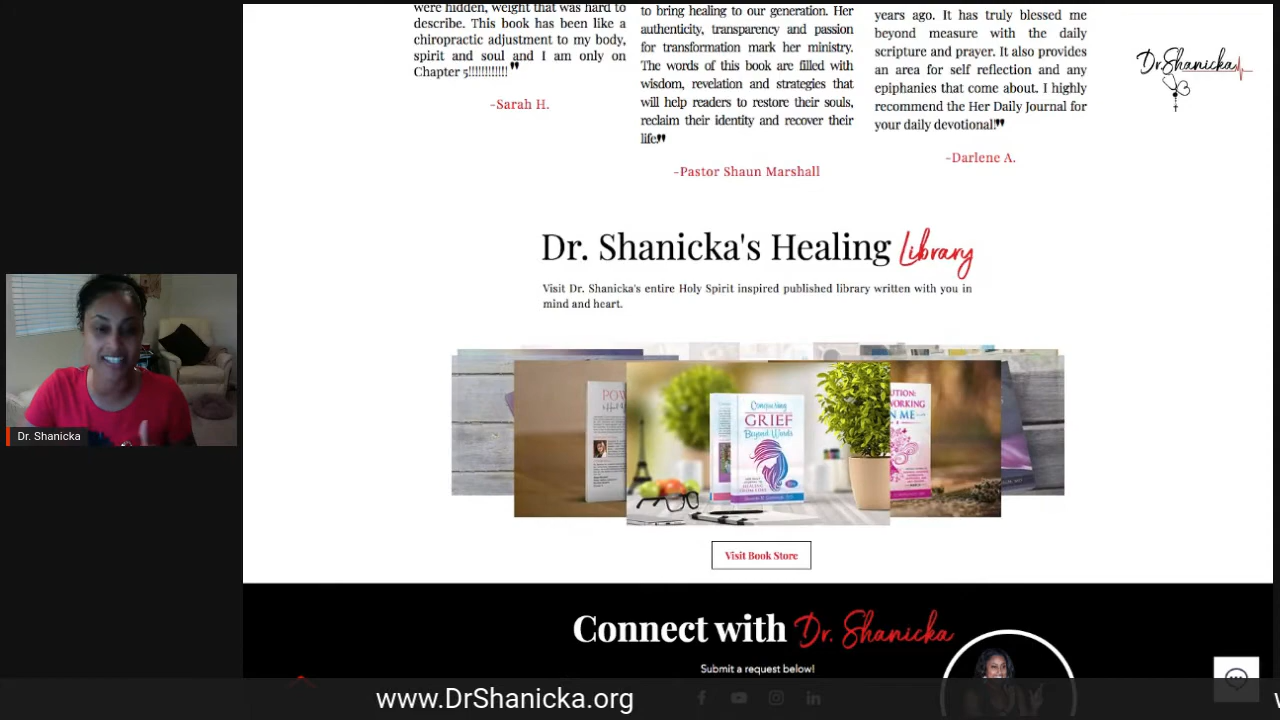 were hidden, weight that was hard to
describe. This book has been like a
chiropractic adjustment to my body,
spirit and soul and I am only on
Chapter 5!!!!!!!!!!!! ❞
-Sarah H.
to bring healing to our generation. Her
authenticity, transparency and passion
for transformation mark her ministry.
The words of this book are filled with
wisdom, revelation and strategies that
will help readers to restore their souls,
reclaim their identity and recover their
life❞
-Pastor Shaun Marshall
years ago. It has truly blessed me
beyond measure with the daily
scripture and prayer. It also provides
an area for self reflection and any
epiphanies that come about. I highly
recommend the Her Daily Journal for
your daily devotional!❞
-Darlene A.
Dr.Shanicka
Dr. Shanicka's Healing Library
Visit Dr. Shanicka's entire Holy Spirit inspired published library written with you in
mind and heart.
GRIEF
Beyond Words
Visit Book Store
Dr. Shanicka
Connect with Dr. Shanicka
Submit a request below!
www.DrShanicka.org